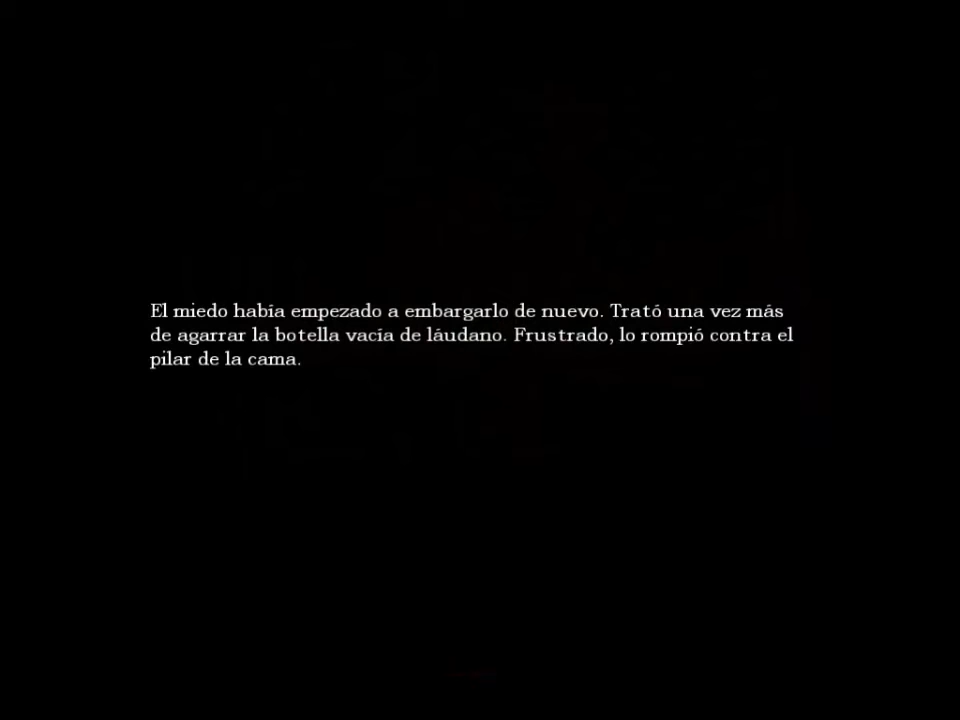 El miedo había empezado a embargarlo de nuevo. Trató una vez más
de agarrar la botella vacía de láudano. Frustrado, lo rompió contra el
pilar de la cama.